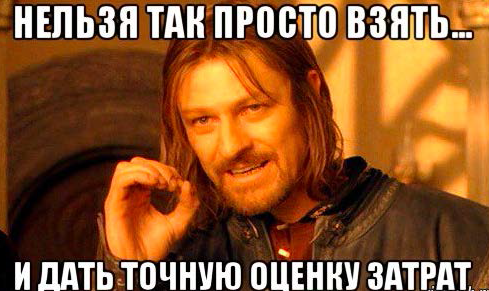 НЕЛЬЗЯ ТАК ПРОСТО ВЗЯТЬ...
И ДАТЬ ТОЧНУЮ ОЦЕНКУ ЗАТРАТ